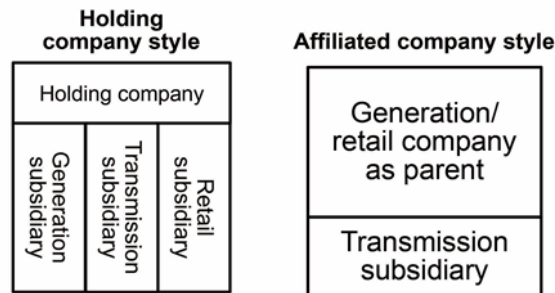 Holding
company style
Holding company
Generation
subsidiary
Transmission
subsidiary
Retail
subsidiary
Affiliated company style
Generation/
retail company
as parent
Transmission
subsidiary